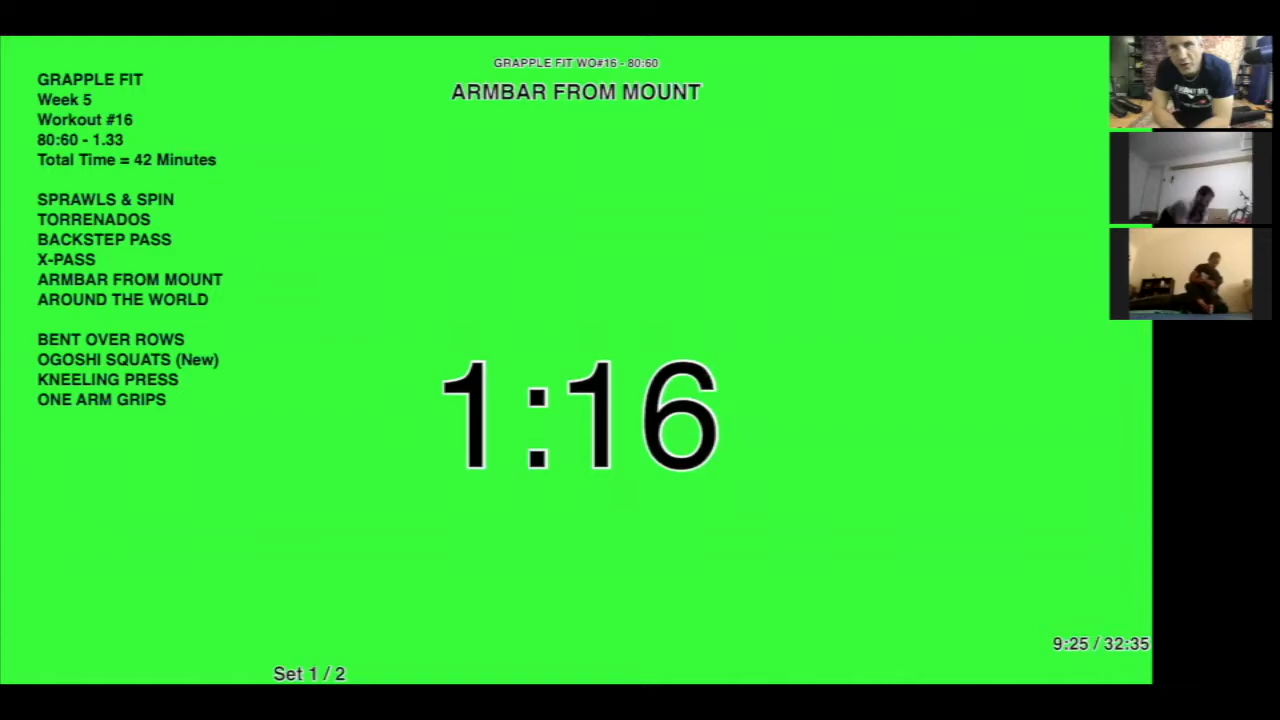 GRAPPLE FIT
Week 5
Workout #16
80:60 - 1.33
Total Time = 42 Minutes
SPRAWLS & SPIN
TORRENADOS
BACKSTEP PASS
X-PASS
ARMBAR FROM MOUNT
AROUND THE WORLD
BENT OVER ROWS
OGOSHI SQUATS (New)
KNEELING PRESS
ONE ARM GRIPS
GRAPPLE FIT WO#16 - 80:60
ARMBAR FROM MOUNT
1:16
9:25 / 32:35
Set 1 / 2